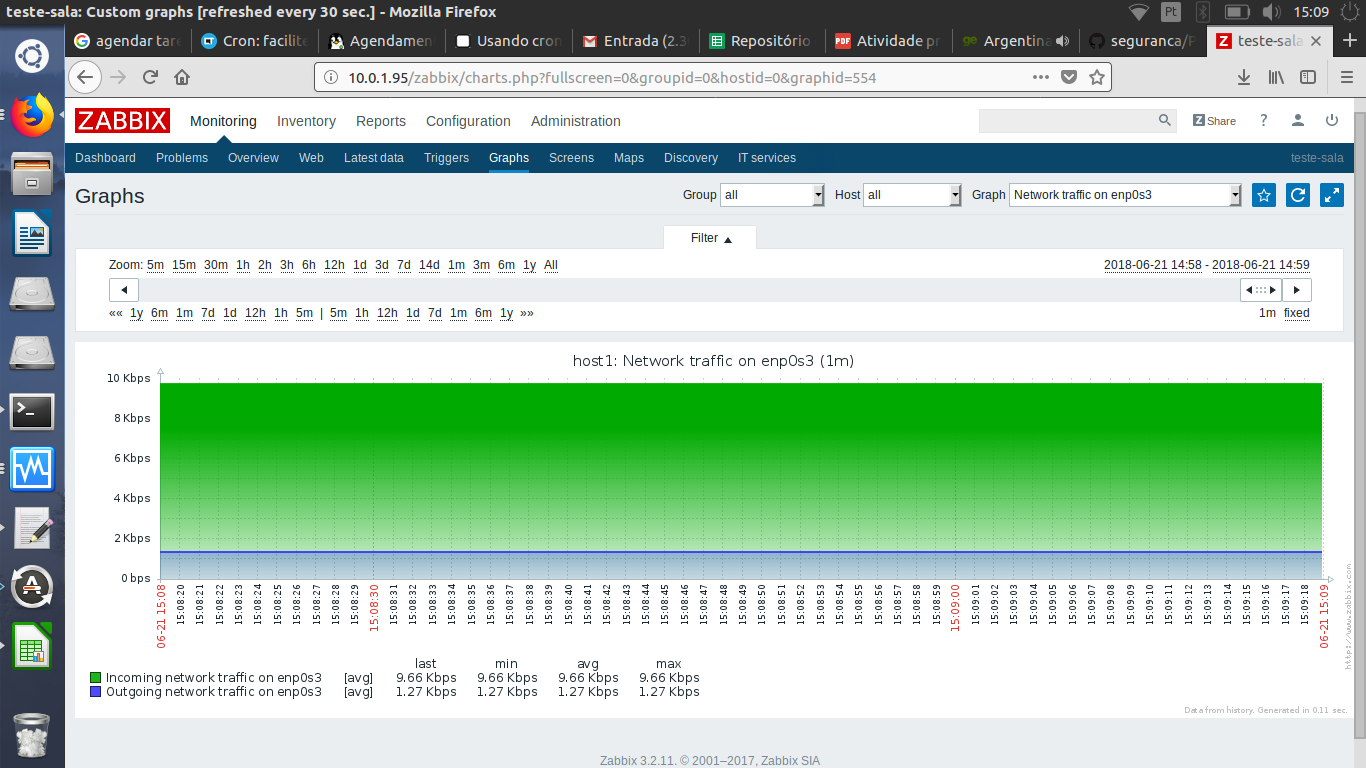 teste-sala: Custom graphs [refreshed every 30 sec.] - Mozilla Firefox
Pt
15:09
agendar tar
Cron: facilite
Agendamen
Usando cron
Entrada (2.3
Repositório
Atividade pr
ge Argentina
seguranca/P
Z teste-sala
10.0.1.95/zabbix/charts.php?fullscreen=0&groupid=0&hostid=0&graphid=554
ZABBIX
Monitoring Inventory Reports Configuration Administration
Z Share ?
Dashboard Problems Overview Web Latest data Triggers Graphs Screens Maps Discovery IT services
teste-sala
Graphs
Group all Host all Graph Network traffic on enp0s3
Filter
Zoom: 5m 15m 30m 1h 2h 3h 6h 12h 1d 3d 7d 14d 1m 3m 6m 1y All
2018-06-21 14:58 - 2018-06-21 14:59
«« 1y 6m 1m 7d 1d 12h 1h 5m | 5m 1h 12h 1d 7d 1m 6m 1y »»
1m fixed
host1: Network traffic on enp0s3 (1m)
10 Kbps
8 Kbps
6 Kbps
4 Kbps
2 Kbps
0 bps
06-21 15:08
15:08:20
15:08:21
15:08:22
15:08:23
15:08:24
15:08:25
15:08:26
15:08:27
15:08:28
15:08:29
15:08:30
15:08:31
15:08:32
15:08:33
15:08:34
15:08:35
15:08:36
15:08:37
15:08:38
15:08:39
15:08:40
15:08:41
15:08:42
15:08:43
15:08:44
15:08:45
15:08:46
15:08:47
15:08:48
15:08:49
15:08:50
15:08:51
15:08:52
15:08:53
15:08:54
15:08:55
15:08:56
15:08:57
15:08:58
15:08:59
15:09:00
15:09:01
15:09:02
15:09:03
15:09:04
15:09:05
15:09:06
15:09:07
15:09:08
15:09:09
15:09:10
15:09:11
15:09:12
15:09:13
15:09:14
15:09:15
15:09:16
15:09:17
15:09:18
06-21 15:09
http://www.zabbix.com
last min avg max
Incoming network traffic on enp0s3 [avg] 9.66 Kbps 9.66 Kbps 9.66 Kbps 9.66 Kbps
Outgoing network traffic on enp0s3 [avg] 1.27 Kbps 1.27 Kbps 1.27 Kbps 1.27 Kbps
Data from history. Generated in 0.11 sec.
Zabbix 3.2.11. © 2001–2017, Zabbix SIA